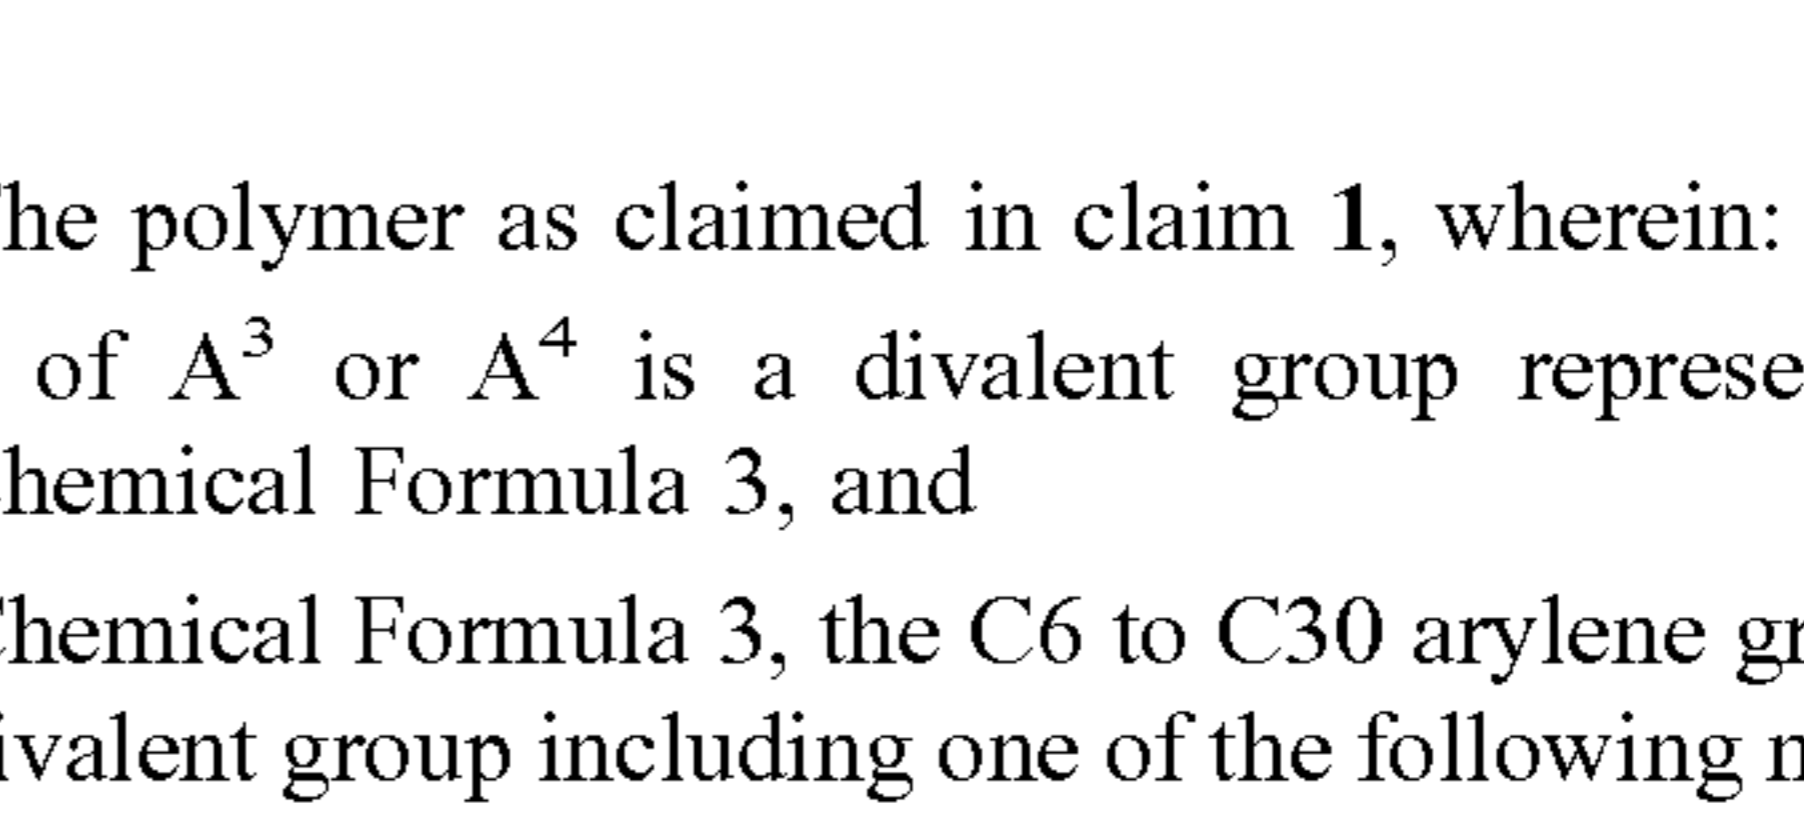 he polymer as claimed in claim 1, wherein:
of A³ or A⁴ is a divalent group represe
hemical Formula 3, and
hemical Formula 3, the C6 to C30 arylene gr
ivalent group including one of the following